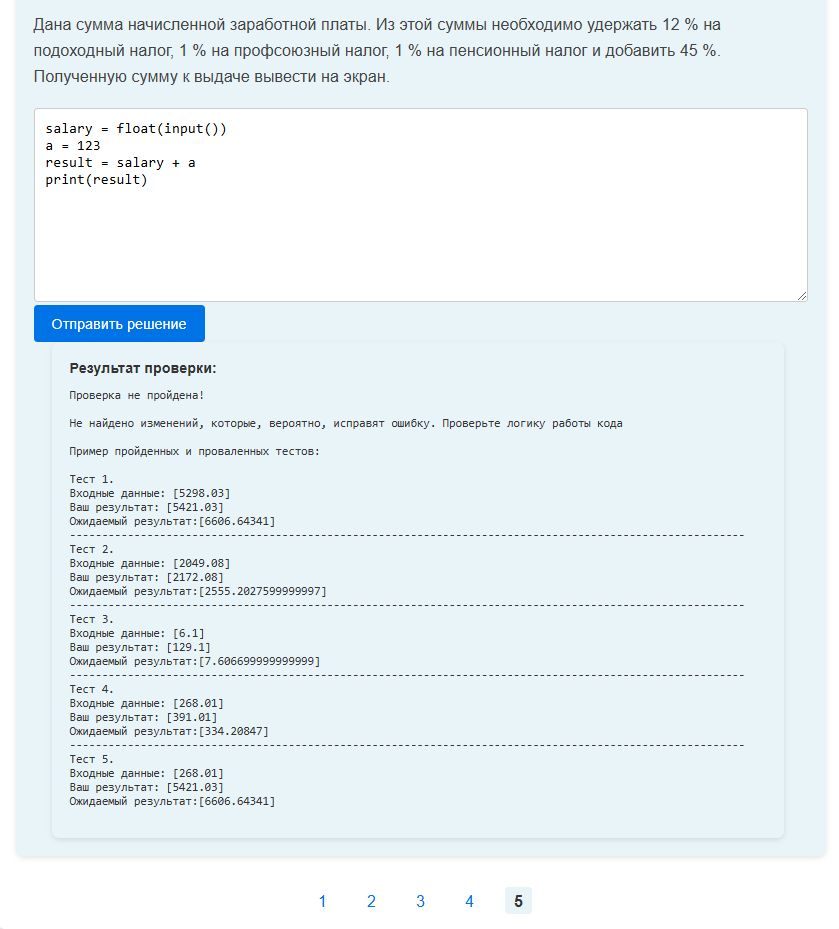 Дана сумма начисленной заработной платы. Из этой суммы необходимо удержать 12 % на
подоходный налог, 1 % на профсоюзный налог, 1 % на пенсионный налог и добавить 45 %.
Полученную сумму к выдаче вывести на экран.
salary = float(input())
a = 123
result = salary + a
print(result)
Отправить решение
Результат проверки:
Проверка не пройдена!
Не найдено изменений, которые, вероятно, исправят ошибку. Проверьте логику работы кода
Пример пройденных и проваленных тестов:
Тест 1.
Входные данные: [5298.03]
Ваш результат: [5421.03]
Ожидаемый результат:[6606.64341]
--------------------------------------------------------------------------------------------------------
Тест 2.
Входные данные: [2049.08]
Ваш результат: [2172.08]
Ожидаемый результат:[2555.2027599999997]
--------------------------------------------------------------------------------------------------------
Тест 3.
Входные данные: [6.1]
Ваш результат: [129.1]
Ожидаемый результат:[7.606699999999999]
--------------------------------------------------------------------------------------------------------
Тест 4.
Входные данные: [268.01]
Ваш результат: [391.01]
Ожидаемый результат:[334.20847]
--------------------------------------------------------------------------------------------------------
Тест 5.
Входные данные: [268.01]
Ваш результат: [5421.03]
Ожидаемый результат:[6606.64341]
1 2 3 4 5